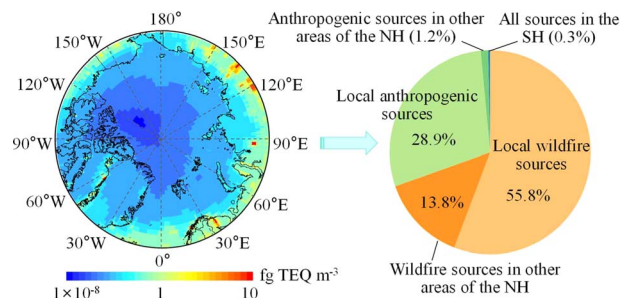 180°
150°W
150°E
120°W
120°E
90°W
90°E
60°W
60°E
30°W
30°E
0°
fg TEQ m⁻³
1×10⁻⁸
1
10
Anthropogenic sources in other
areas of the NH (1.2%)
All sources in the
SH (0.3%)
Local anthropogenic
sources
28.9%
Local wildfire
sources
55.8%
13.8%
Wildfire sources in other
areas of the NH